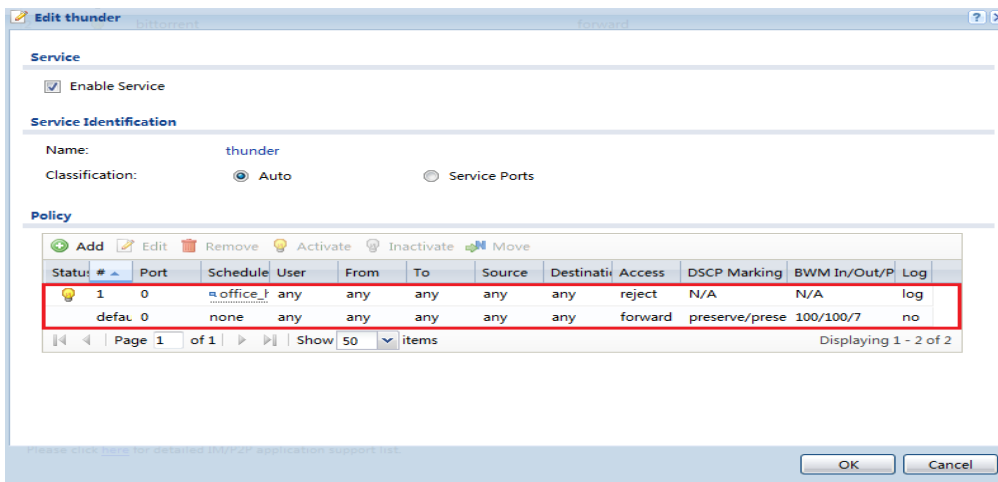 Edit thunder
bittorrent forward
Service
Enable Service
Service Identification
Name: thunder
Classification: Auto Service Ports
Policy
Add Edit Remove Activate Inactivate Move
Status # Port Schedule User From To Source Destinati Access DSCP Marking BWM In/Out/P Log
1 0 office_h any any any any any reject N/A N/A log
defau 0 none any any any any any forward preserve/prese 100/100/7 no
Page 1 of 1 Show 50 items Displaying 1 - 2 of 2
Please click here for detailed IM/P2P application support list.
OK Cancel